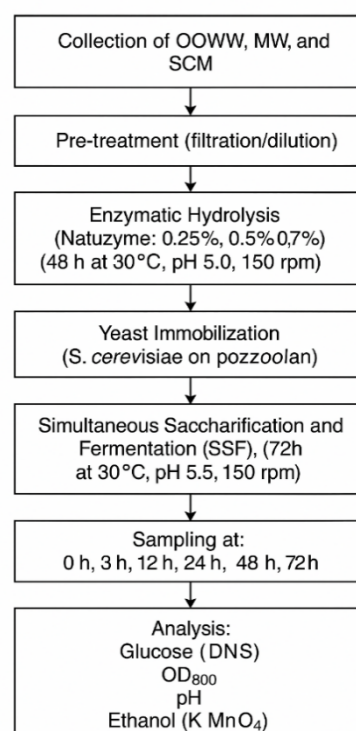 Collection of OOWW, MW, and
SCM
Pre-treatment (filtration/dilution)
Enzymatic Hydrolysis
(Natuzyme: 0.25%, 0.5%0,7%)
(48 h at 30°C, pH 5.0, 150 rpm)
Yeast Immobilization
(S. cerevisiae on pozzoolan)
Simultaneous Saccharification and
Fermentation (SSF), (72h
at 30°C, pH 5.5, 150 rpm)
Sampling at:
0 h, 3 h, 12 h, 24 h, 48 h, 72h
Analysis:
Glucose (DNS)
OD₈₀₀
pH
Ethanol (K MnO₄)